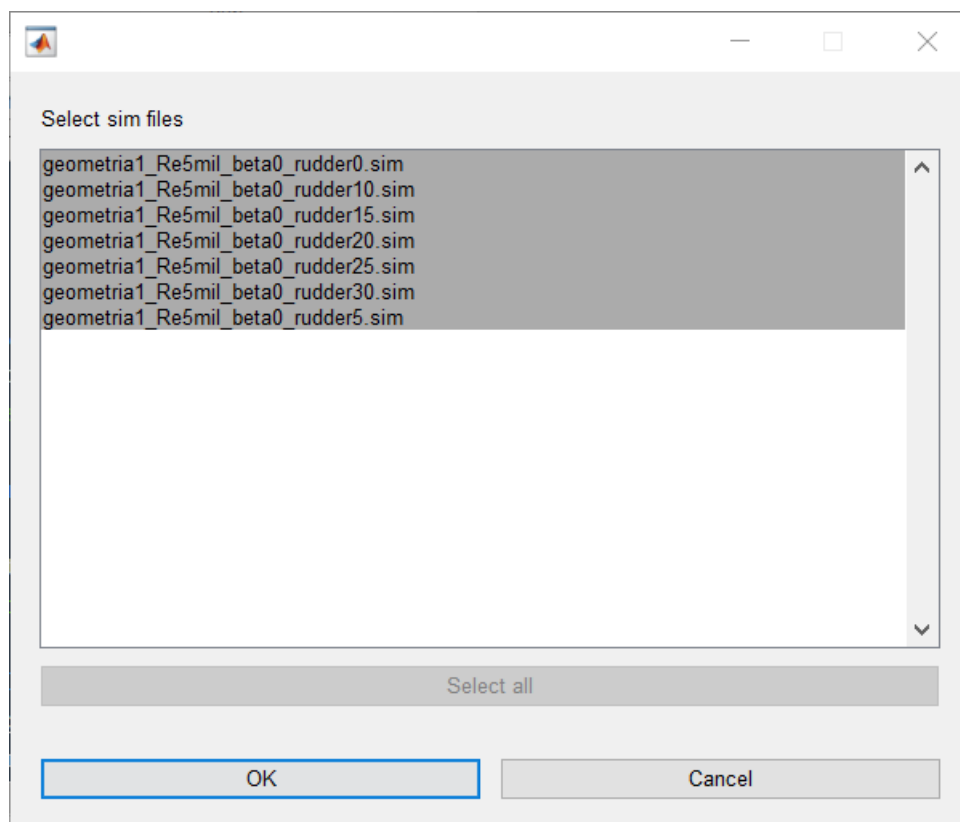 Select sim files
geometria1_Re5mil_beta0_rudder0.sim
geometria1_Re5mil_beta0_rudder10.sim
geometria1_Re5mil_beta0_rudder15.sim
geometria1_Re5mil_beta0_rudder20.sim
geometria1_Re5mil_beta0_rudder25.sim
geometria1_Re5mil_beta0_rudder30.sim
geometria1_Re5mil_beta0_rudder5.sim
Select all
OK
Cancel